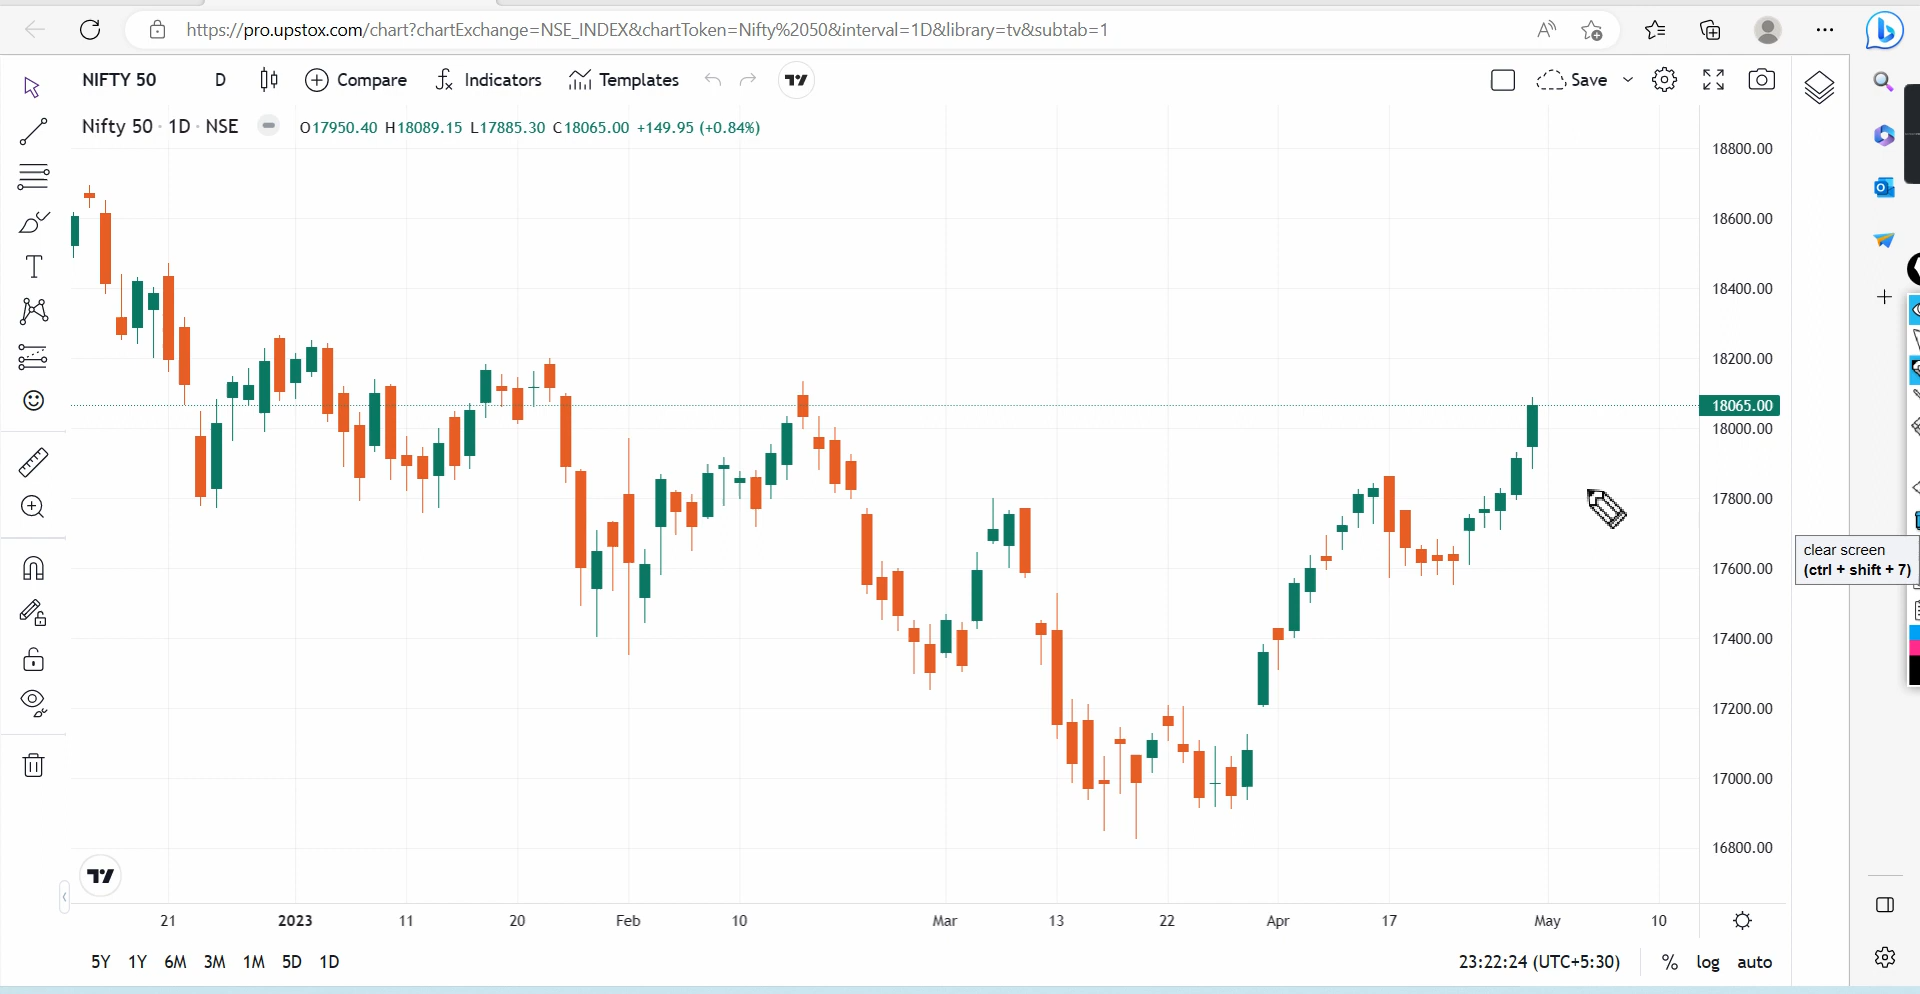 https://pro.upstox.com/chart?chartExchange=NSE_INDEX&chartToken=Nifty%2050&interval=1D&library=tv&subtab=1
NIFTY 50 D Compare Indicators Templates Save
Nifty 50 · 1D · NSE O17950.40 H18089.15 L17885.30 C18065.00 +149.95 (+0.84%)
18800.00
18600.00
18400.00
18200.00
18065.00
18000.00
17800.00
17600.00
17400.00
17200.00
17000.00
16800.00
clear screen
(ctrl + shift + 7)
21 2023 11 20 Feb 10 Mar 13 22 Apr 17 May 10
5Y 1Y 6M 3M 1M 5D 1D 23:22:24 (UTC+5:30) % log auto